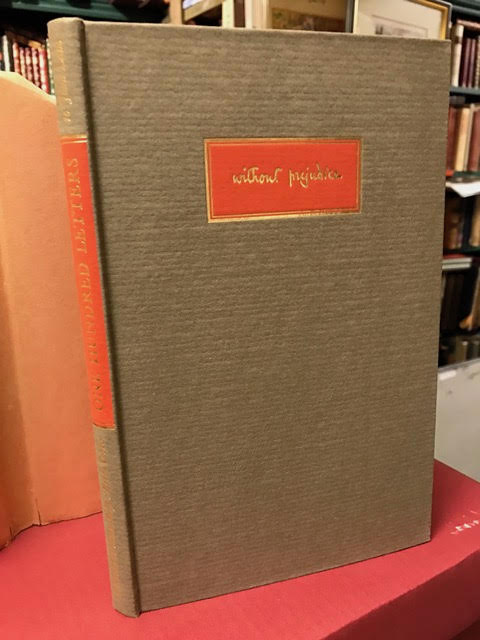 without prejudice
ONE HUNDRED LETTERS